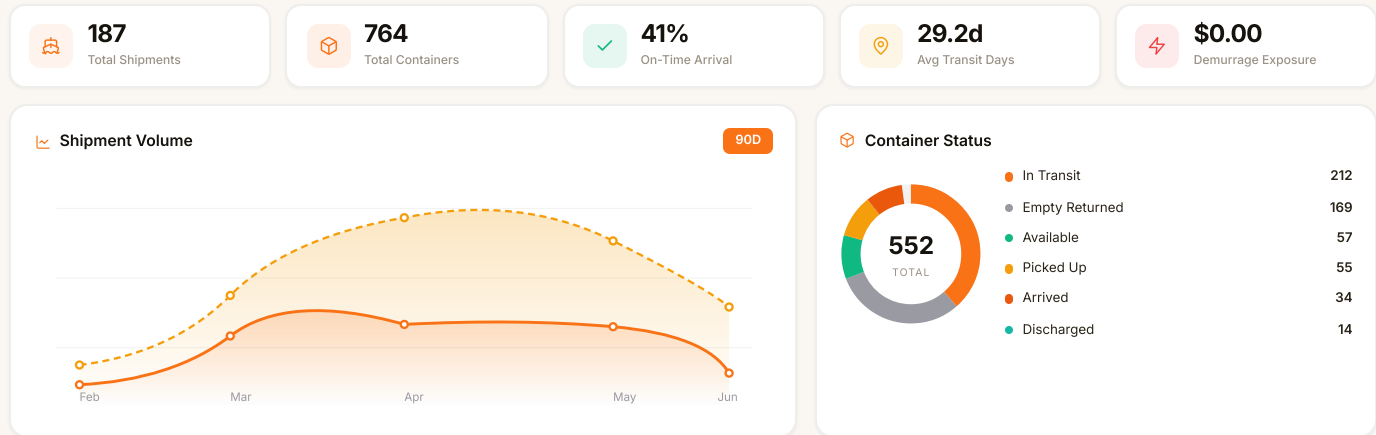 187
Total Shipments
764
Total Containers
41%
On-Time Arrival
29.2d
Avg Transit Days
$0.00
Demurrage Exposure
Shipment Volume
90D
Feb
Mar
Apr
May
Jun
Container Status
552
TOTAL
In Transit 212
Empty Returned 169
Available 57
Picked Up 55
Arrived 34
Discharged 14